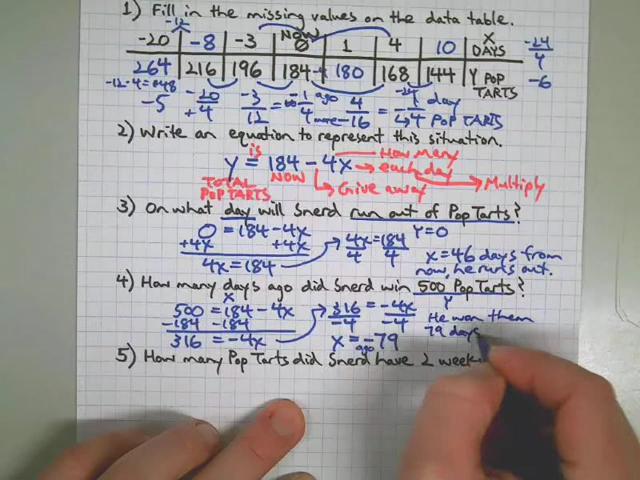 1) Fill in the missing values on the data table.
-12 NOW
-20 -8 -3 0 1 4 10 X DAYS
264 216 196 184 180 168 144 Y POP TARTS
-24/4
-6
-12·-4=+48
-5 -20/+4 -3/12 -1/4 ago/more 4/-16 = -4/1 day/POP TARTS
2) Write an equation to represent this situation.
is How many
Y = 184 - 4x → each day
TOTAL POP TARTS NOW → Give away → Multiply
3) On what day will Snerd run out of PopTarts?
0 = 184 - 4x 4x = 184 Y=0
+4x +4x 4 4 x = 46 days from
4x = 184 now, he runs out.
4) How many days ago did Snerd win 500 PopTarts?
x Y
500 = 184 - 4x 316 = -4x He won them
-184 -184 -4 -4 79 days
316 = -4x x = -79
ago
5) How many Pop Tarts did Snerd have 2 week